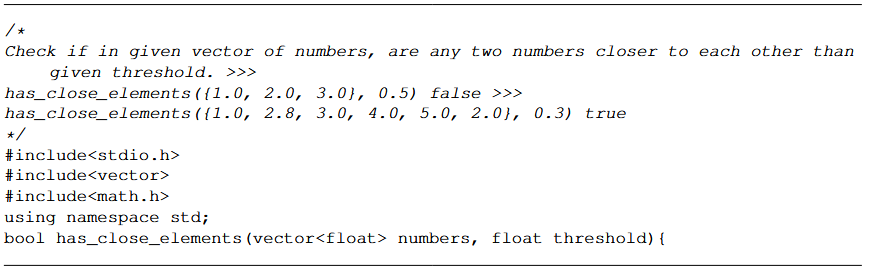 /*
Check if in given vector of numbers, are any two numbers closer to each other than
given threshold. >>>
has_close_elements({1.0, 2.0, 3.0}, 0.5) false >>>
has_close_elements({1.0, 2.8, 3.0, 4.0, 5.0, 2.0}, 0.3) true
*/
#include<stdio.h>
#include<vector>
#include<math.h>
using namespace std;
bool has_close_elements(vector<float> numbers, float threshold){